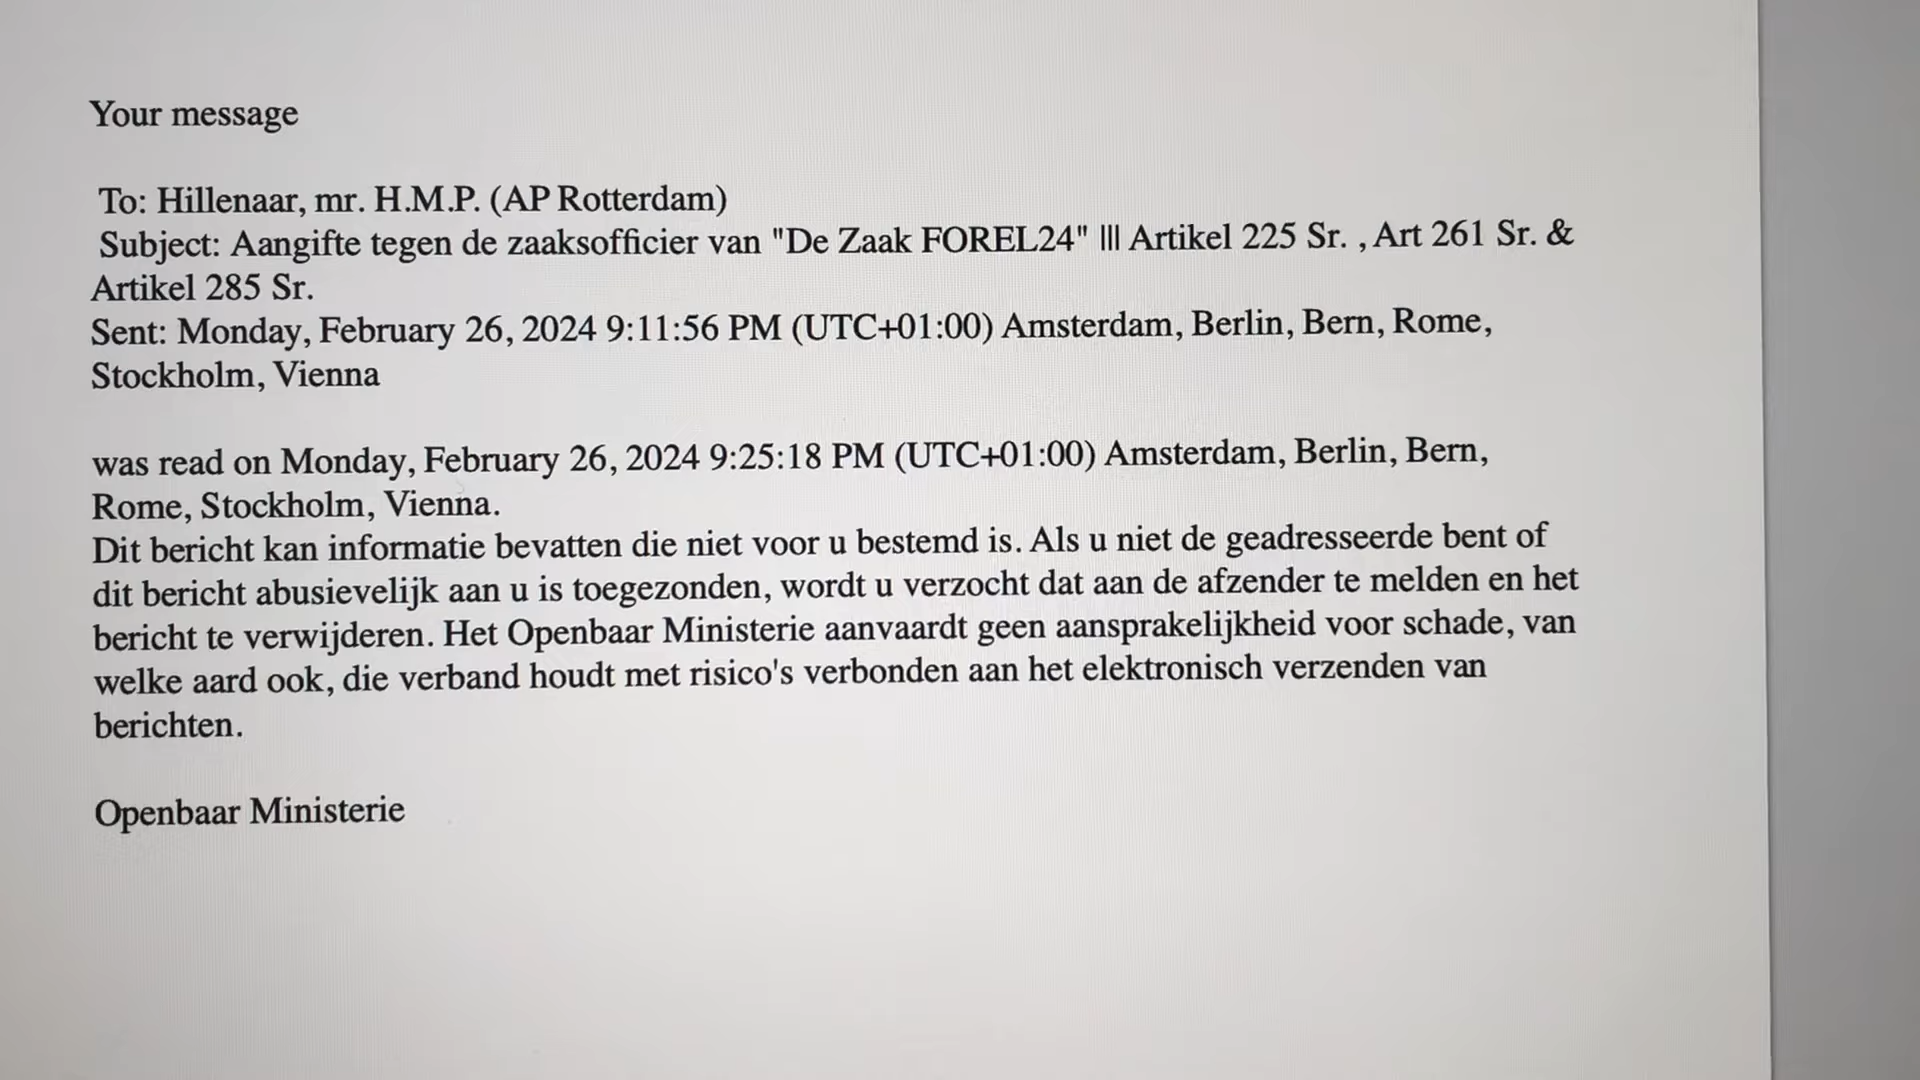 Your message
To: Hillenaar, mr. H.M.P. (AP Rotterdam)
Subject: Aangifte tegen de zaaksofficier van "De Zaak FOREL24" lll Artikel 225 Sr. , Art 261 Sr. &
Artikel 285 Sr.
Sent: Monday, February 26, 2024 9:11:56 PM (UTC+01:00) Amsterdam, Berlin, Bern, Rome,
Stockholm, Vienna
was read on Monday, February 26, 2024 9:25:18 PM (UTC+01:00) Amsterdam, Berlin, Bern,
Rome, Stockholm, Vienna.
Dit bericht kan informatie bevatten die niet voor u bestemd is. Als u niet de geadresseerde bent of
dit bericht abusievelijk aan u is toegezonden, wordt u verzocht dat aan de afzender te melden en het
bericht te verwijderen. Het Openbaar Ministerie aanvaardt geen aansprakelijkheid voor schade, van
welke aard ook, die verband houdt met risico's verbonden aan het elektronisch verzenden van
berichten.
Openbaar Ministerie